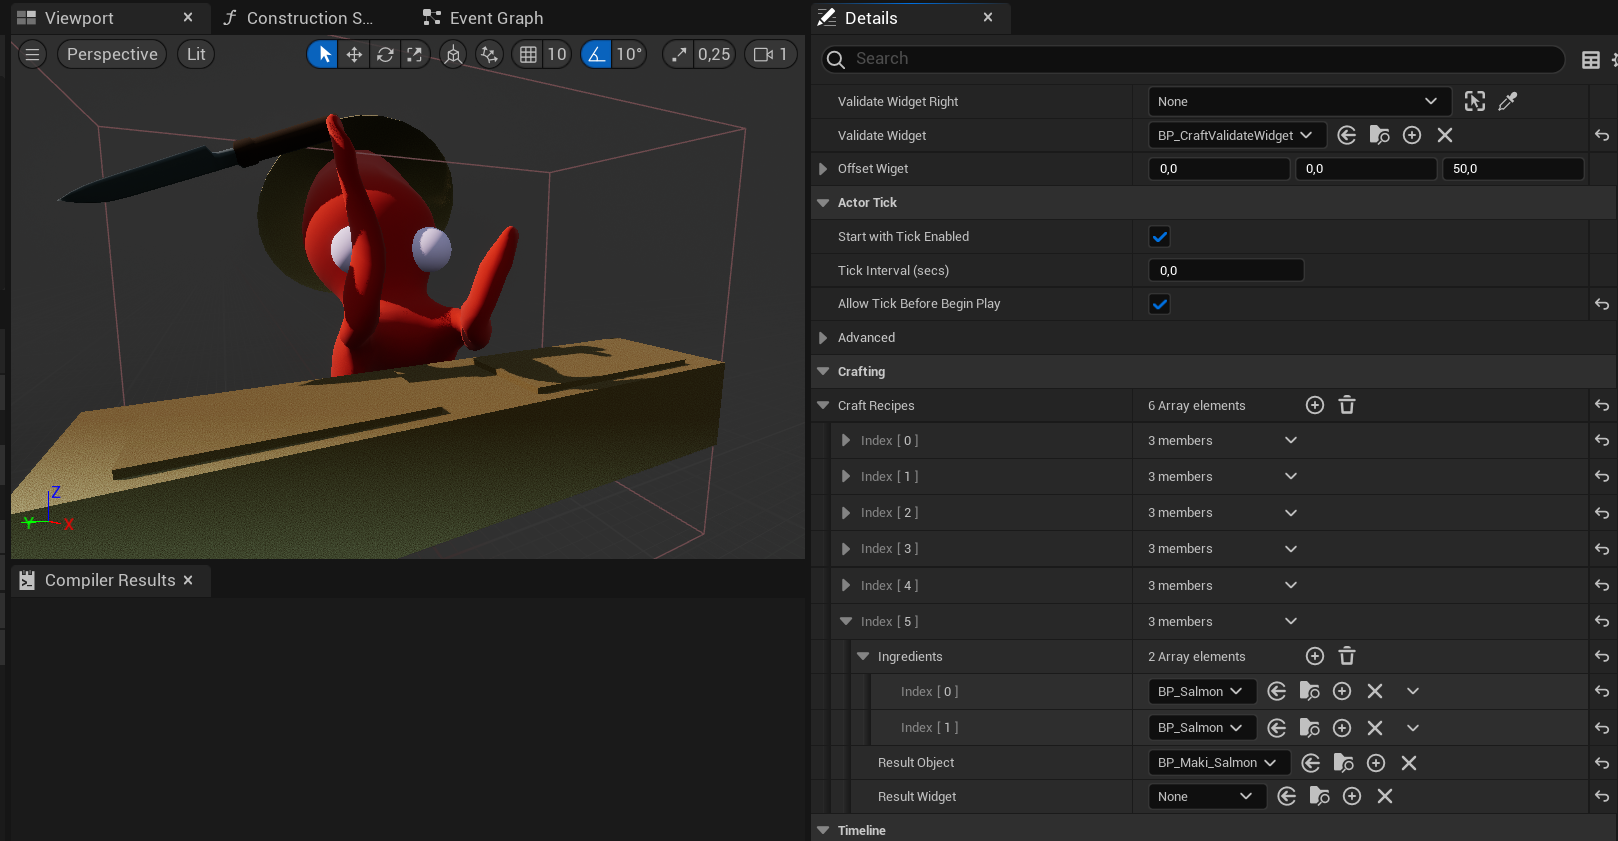 Viewport
Construction S...
Event Graph
Perspective
Lit
10
10°
0,25
1
Z
Y
X
Compiler Results
Details
Search
Validate Widget Right
None
Validate Widget
BP_CraftValidateWidget
Offset Wiget
0,0
0,0
50,0
Actor Tick
Start with Tick Enabled
Tick Interval (secs)
0,0
Allow Tick Before Begin Play
Advanced
Crafting
Craft Recipes
6 Array elements
Index [ 0 ]
3 members
Index [ 1 ]
3 members
Index [ 2 ]
3 members
Index [ 3 ]
3 members
Index [ 4 ]
3 members
Index [ 5 ]
3 members
Ingredients
2 Array elements
Index [ 0 ]
BP_Salmon
Index [ 1 ]
BP_Salmon
Result Object
BP_Maki_Salmon
Result Widget
None
Timeline